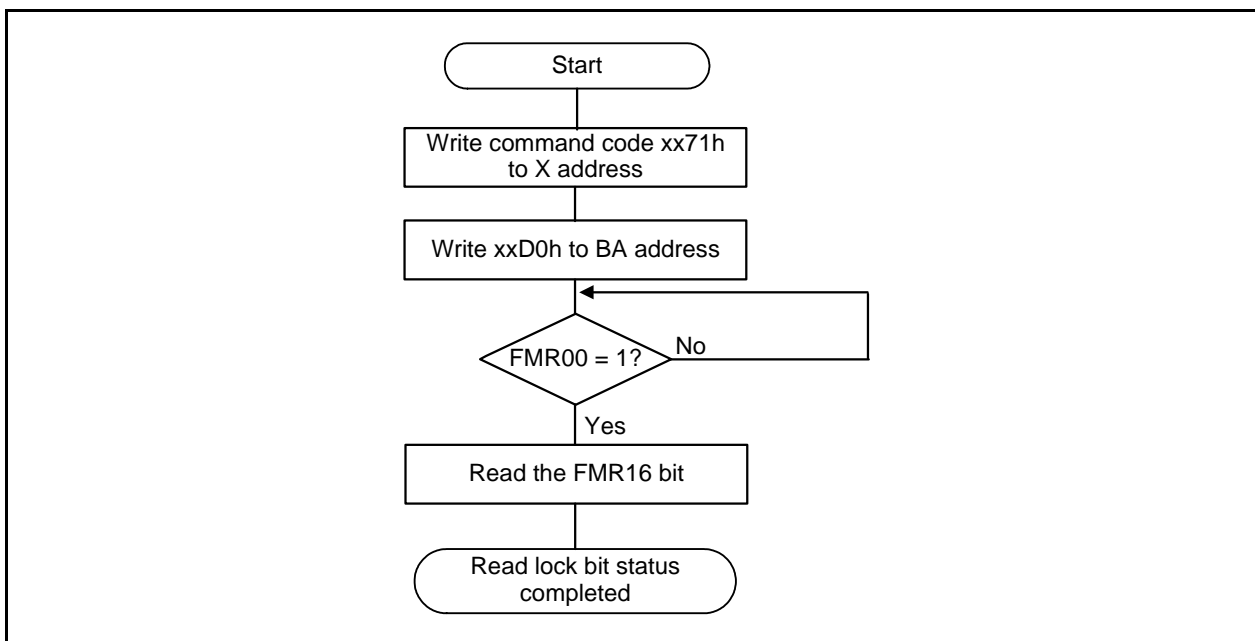 Start
Write command code xx71h
to X address
Write xxD0h to BA address
FMR00 = 1?
No
Yes
Read the FMR16 bit
Read lock bit status
completed